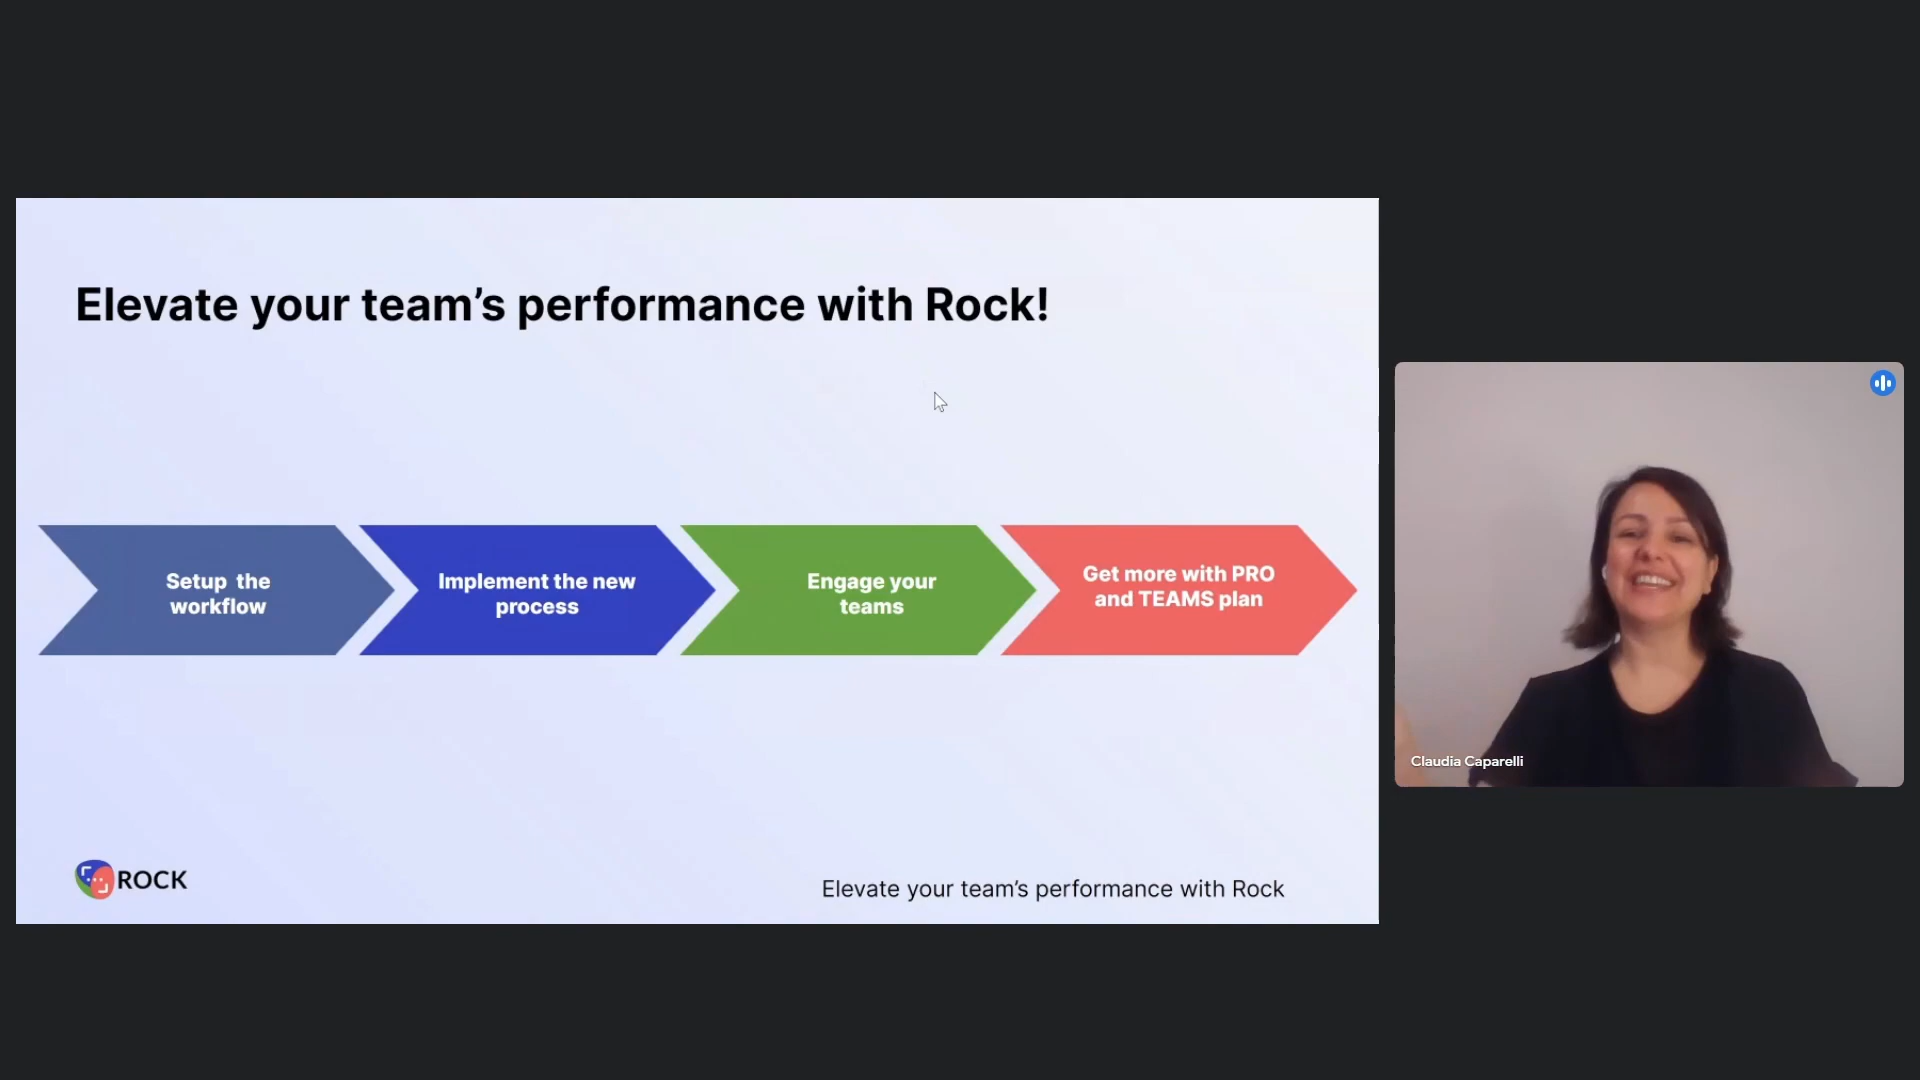 Elevate your team’s performance with Rock!
Setup the
workflow
Implement the new
process
Engage your
teams
Get more with PRO
and TEAMS plan
ROCK
Elevate your team’s performance with Rock
Claudia Caparelli